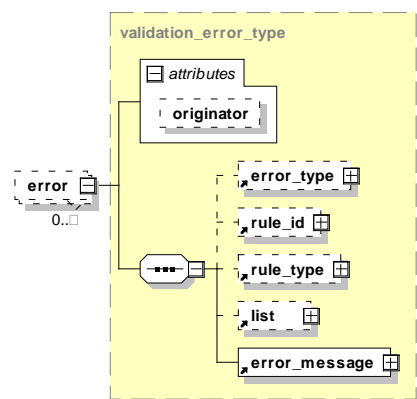 validation_error_type
attributes
originator
error
0..□
error_type
rule_id
rule_type
list
error_message